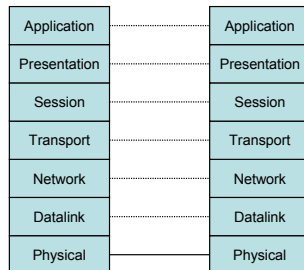 Application Application
Presentation Presentation
Session Session
Transport Transport
Network Network
Datalink Datalink
Physical Physical